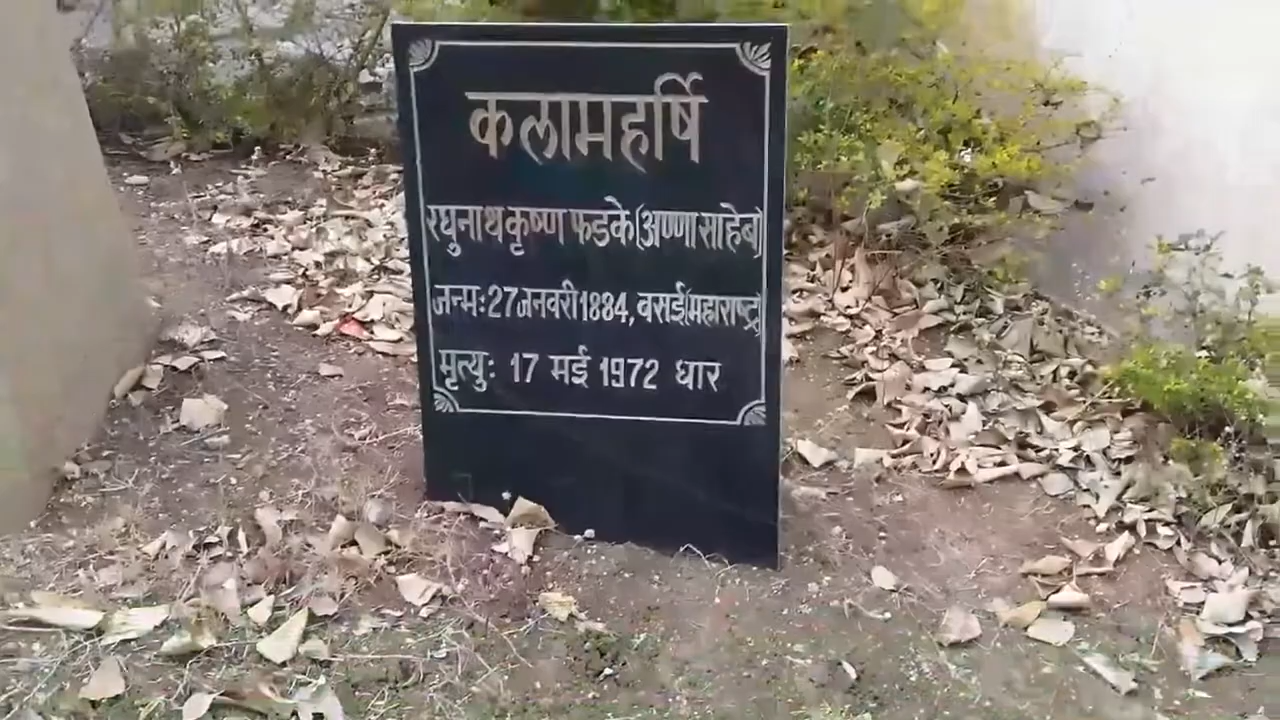 कलामहर्षि
रघुनाथ कृष्ण फडके (अण्णा साहेब)
जन्म: 27 जनवरी 1884, वसई (महाराष्ट्र)
मृत्यु: 17 मई 1972 धार